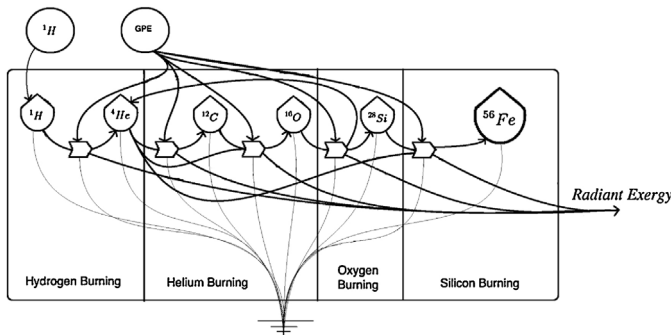 ¹H
GPE
¹H
⁴He
¹²C
¹⁶O
²⁸Si
⁵⁶Fe
Radiant Exergy
Hydrogen Burning
Helium Burning
Oxygen
Burning
Silicon Burning